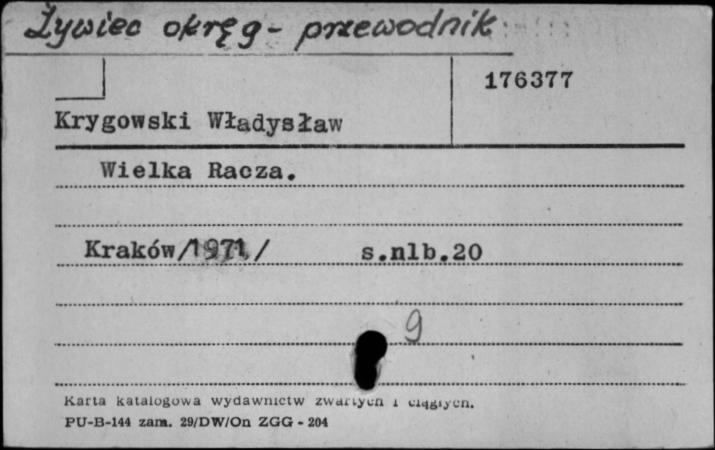 Żywiec okręg - przewodnik
176377
Krygowski Władysław
Wielka Racza.
Kraków/1971/ s.nlb.20
9
Karta katalogowa wydawnictw zwartych i ciągłych.
PU-B-144 zam. 29/DW/On ZGG - 204